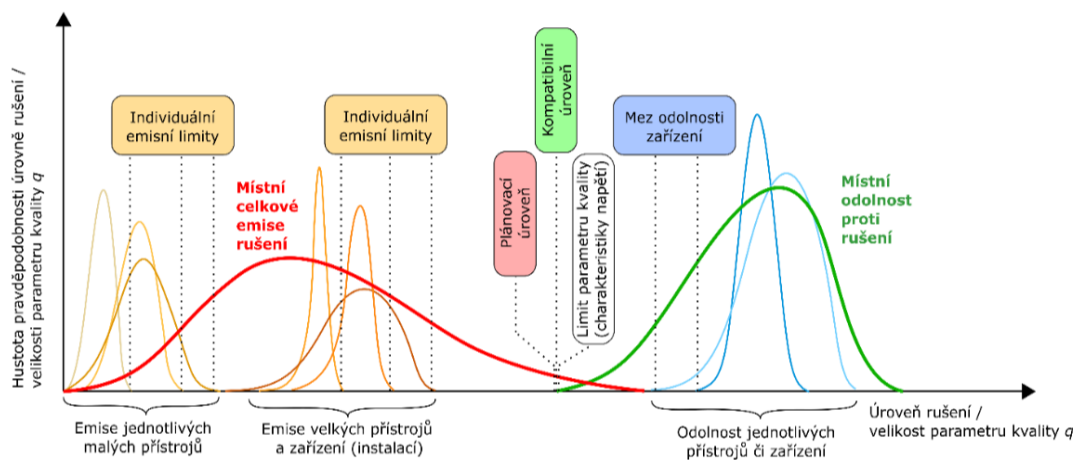 Hustota pravděpodobnosti úrovně rušení /
velikosti parametru kvality q
Individuální
emisní limity
Individuální
emisní limity
Místní
celkové
emise
rušení
Plánovací
úroveň
Kompatibilní
úroveň
Limit parametru kvality
(charakteristiky napětí)
Mez odolnosti
zařízení
Místní
odolnost
proti
rušení
Emise jednotlivých
malých přístrojů
Emise velkých přístrojů
a zařízení (instalací)
Odolnost jednotlivých
přístrojů či zařízení
Úroveň rušení /
velikost parametru kvality q